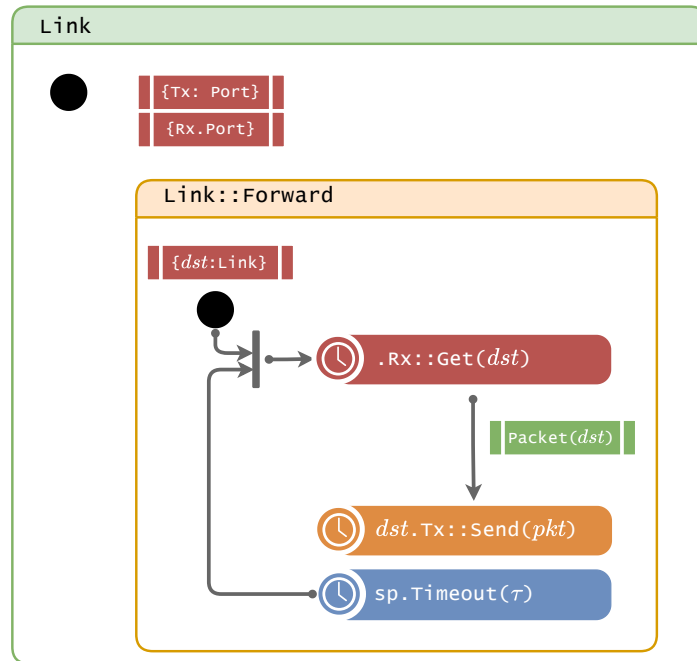 Link
{Tx: Port}
{Rx.Port}
Link::Forward
{dst:Link}
.Rx::Get(dst)
Packet(dst)
dst.Tx::Send(pkt)
sp.Timeout(τ)